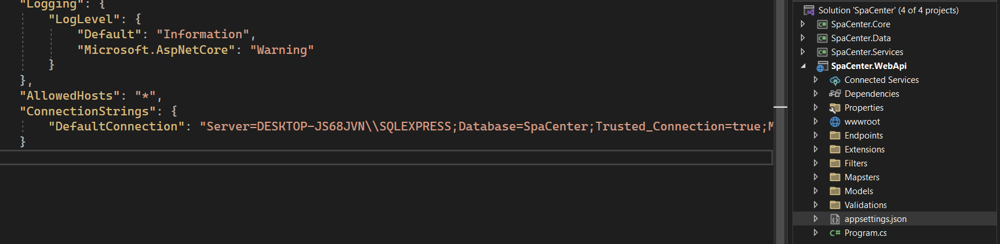 "Logging": {
"LogLevel": {
"Default": "Information",
"Microsoft.AspNetCore": "Warning"
}
},
"AllowedHosts": "*",
"ConnectionStrings": {
"DefaultConnection": "Server=DESKTOP-JS68JVN\\SQLEXPRESS;Database=SpaCenter;Trusted_Connection=true;M
}
Solution 'SpaCenter' (4 of 4 projects)
C# SpaCenter.Core
C# SpaCenter.Data
C# SpaCenter.Services
SpaCenter.WebApi
Connected Services
Dependencies
Properties
wwwroot
Endpoints
Extensions
Filters
Mapsters
Models
Validations
appsettings.json
C# Program.cs